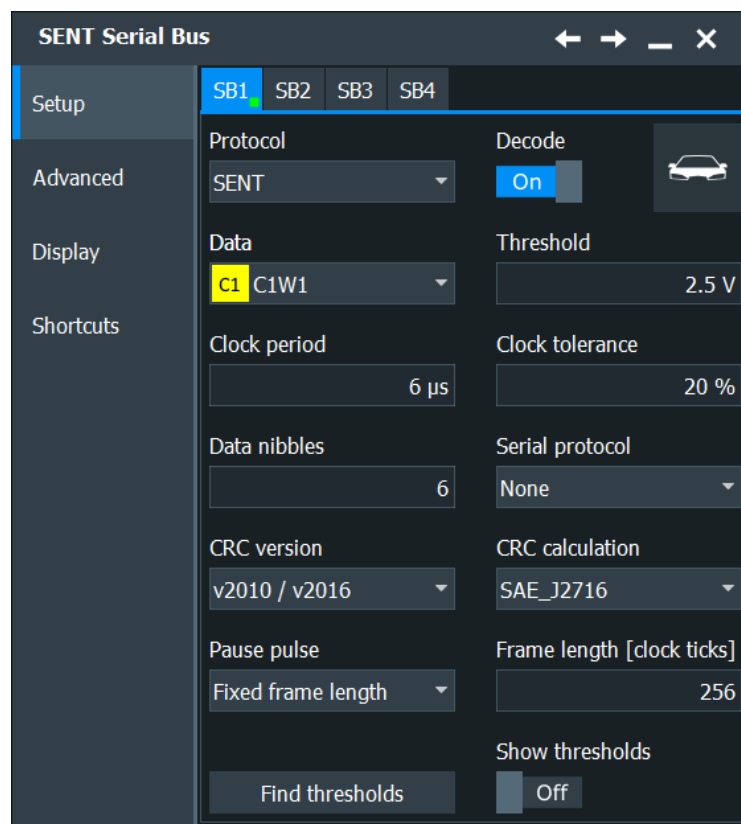 SENT Serial Bus
Setup
Advanced
Display
Shortcuts
SB1 SB2 SB3 SB4
Protocol
SENT
Decode
On
Data
C1 C1W1
Threshold
2.5 V
Clock period
6 µs
Clock tolerance
20 %
Data nibbles
6
Serial protocol
None
CRC version
v2010 / v2016
CRC calculation
SAE_J2716
Pause pulse
Fixed frame length
Frame length [clock ticks]
256
Find thresholds
Show thresholds
Off